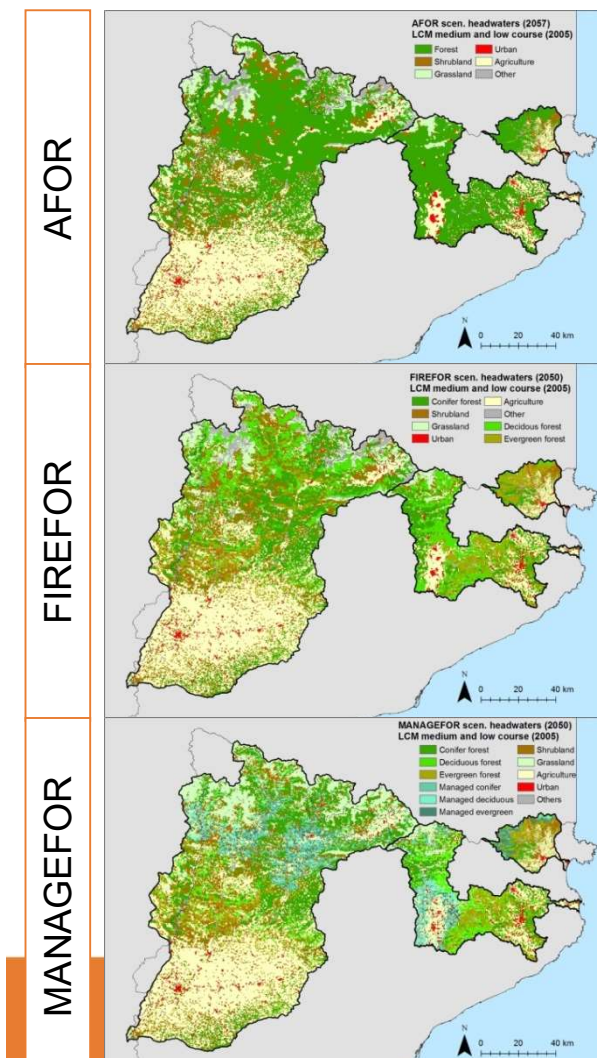 AFOR
AFOR scen. headwaters (2057)
LCM medium and low course (2005)
Forest Urban
Shrubland Agriculture
Grassland Other
N
0 20 40 km
FIREFOR
FIREFOR scen. headwaters (2050)
LCM medium and low course (2005)
Conifer forest Agriculture
Shrubland Other
Grassland Decidous forest
Urban Evergreen forest
N
0 20 40 km
MANAGEFOR
MANAGEFOR scen. headwaters (2050)
LCM medium and low course (2005)
Conifer forest Shrubland
Deciduous forest Grassland
Evergreen forest Agriculture
Managed conifer Urban
Managed deciduous Others
Managed evergreen
N
0 20 40 km